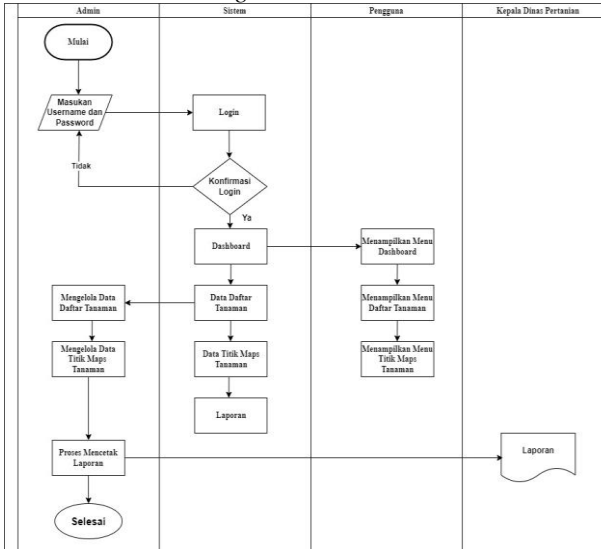 Admin
Sistem
Pengguna
Kepala Dinas Pertanian
Mulai
Masukan
Username dan
Password
Login
Tidak
Konfirmasi
Login
Ya
Dashboard
Menampilkan Menu
Dashboard
Mengelola Data
Daftar Tanaman
Data Daftar
Tanaman
Menampilkan Menu
Daftar Tanaman
Mengelola Data
Titik Maps
Tanaman
Data Titik Maps
Tanaman
Menampilkan Menu
Titik Maps
Tanaman
Laporan
Proses Mencetak
Laporan
Laporan
Selesai